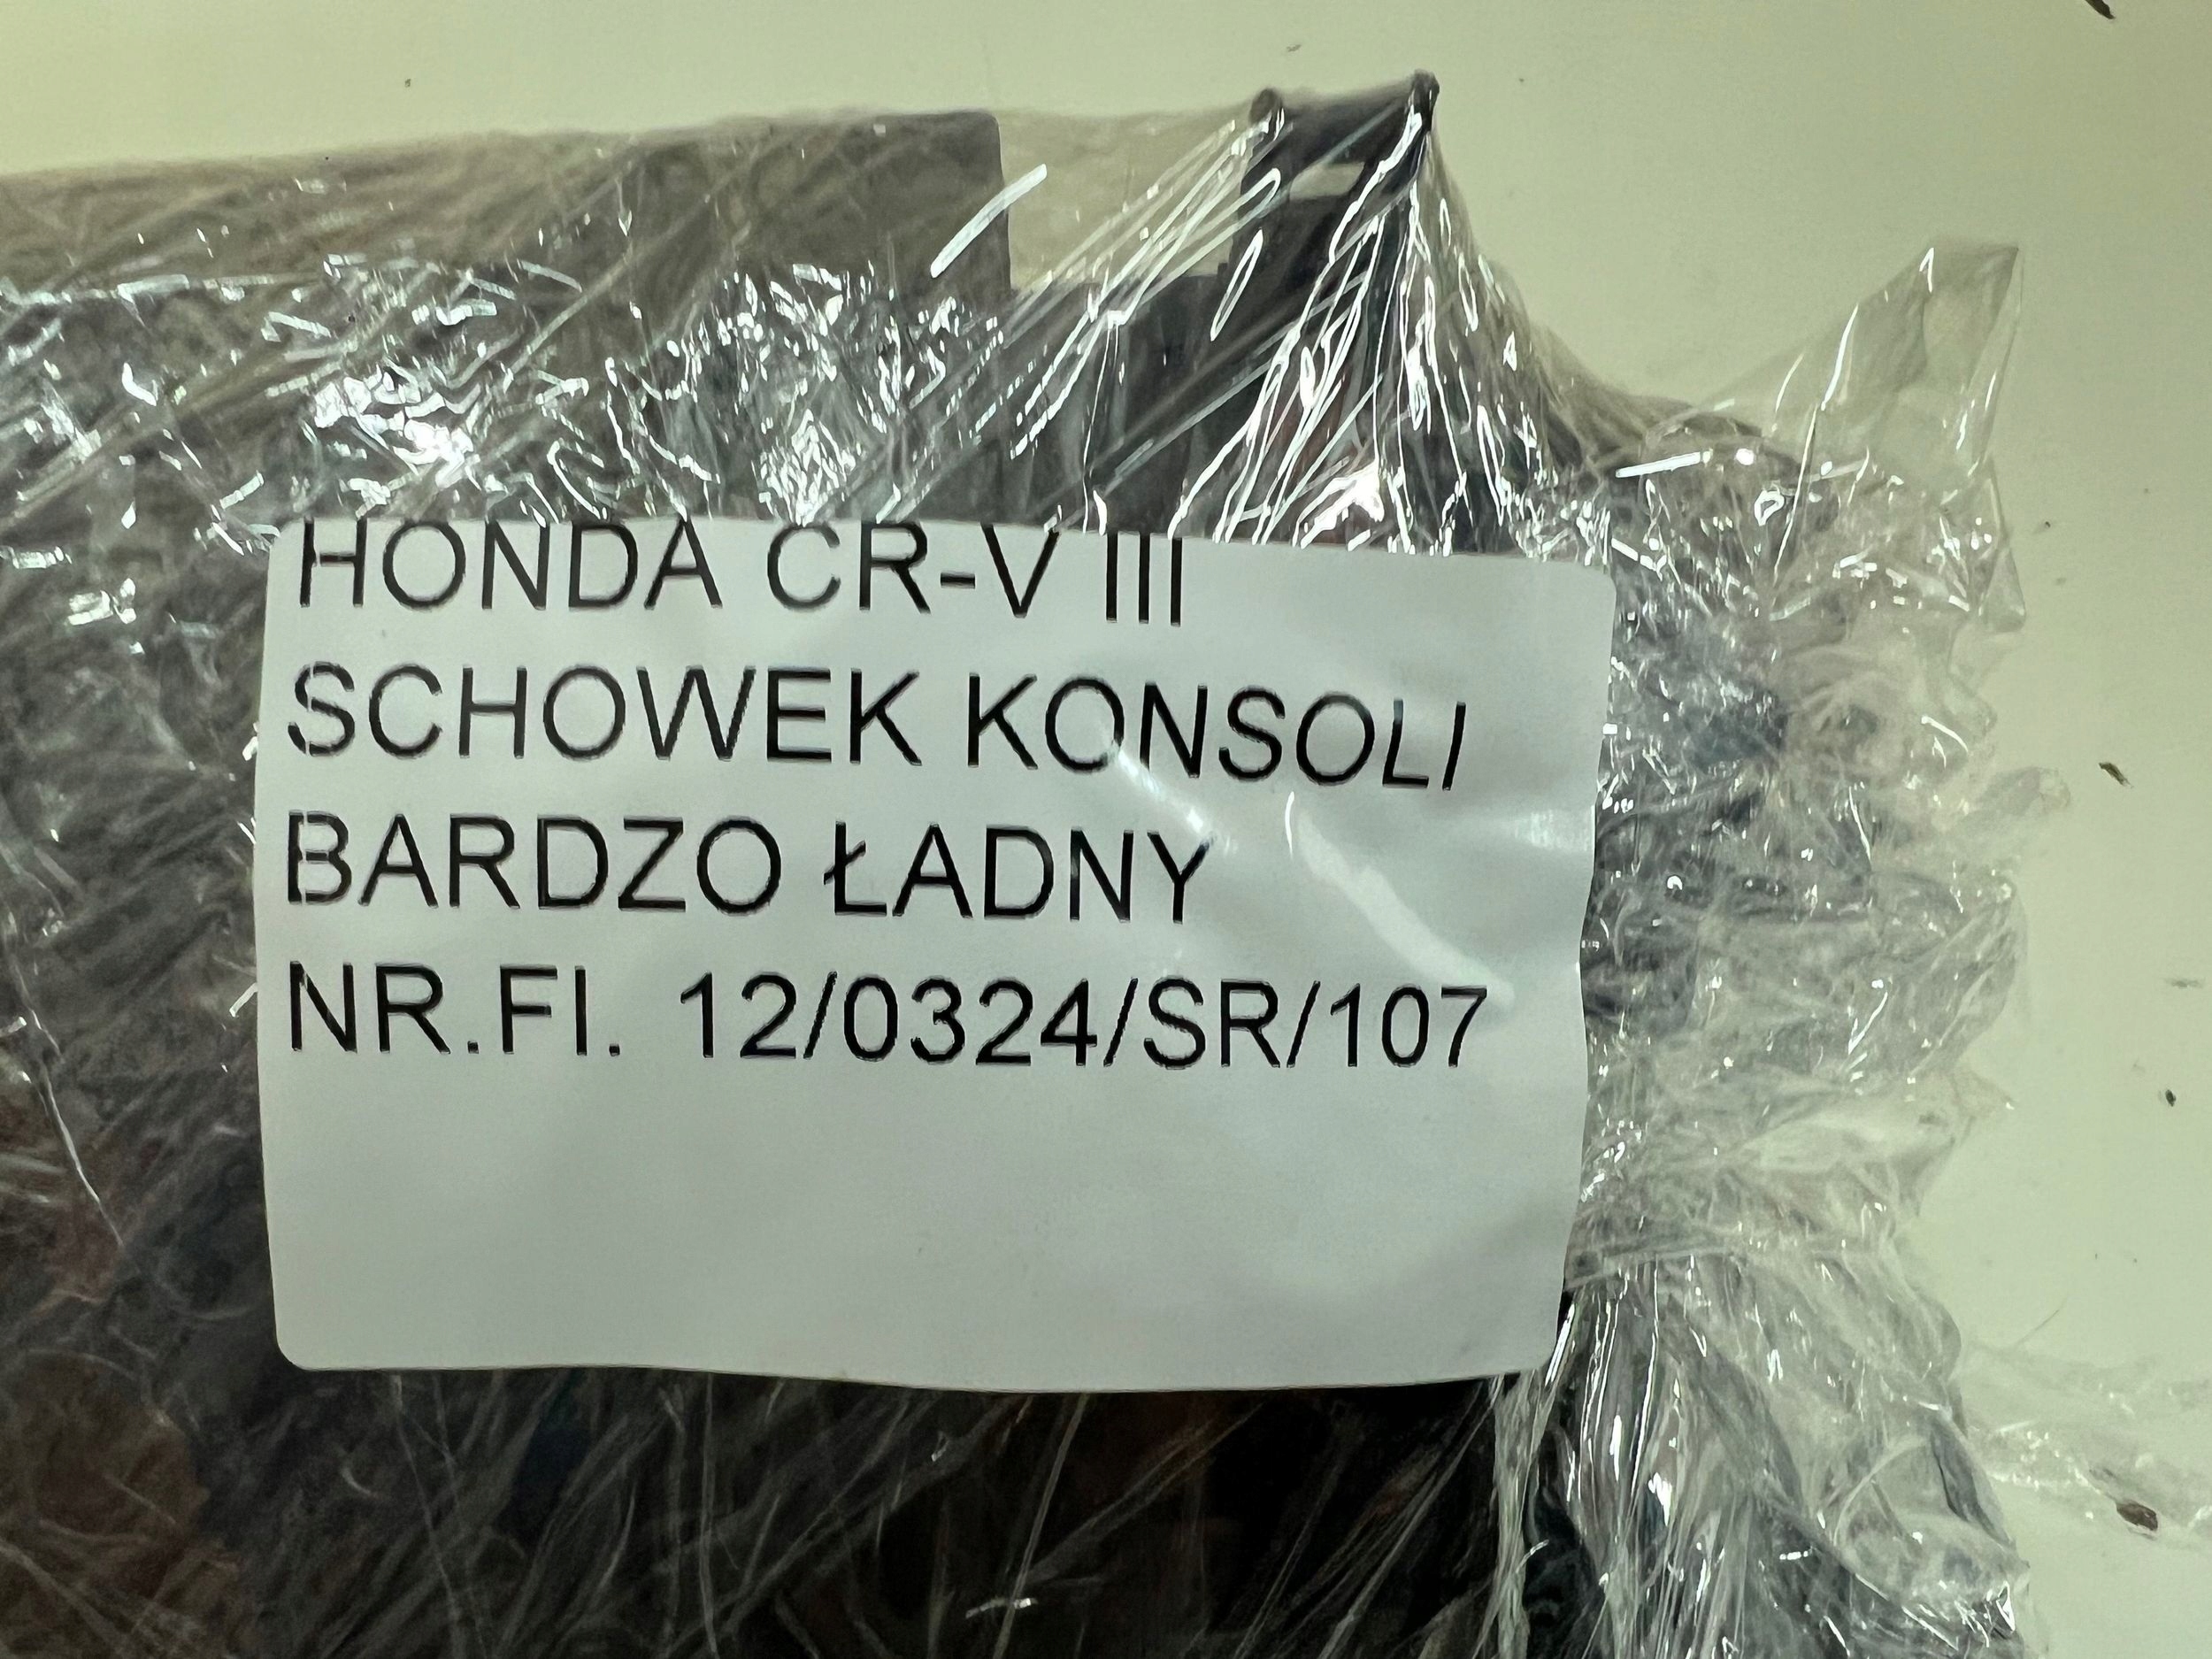 HONDA CR-V III
SCHOWEK KONSOLI
BARDZO ŁADNY
NR.FI. 12/0324/SR/107